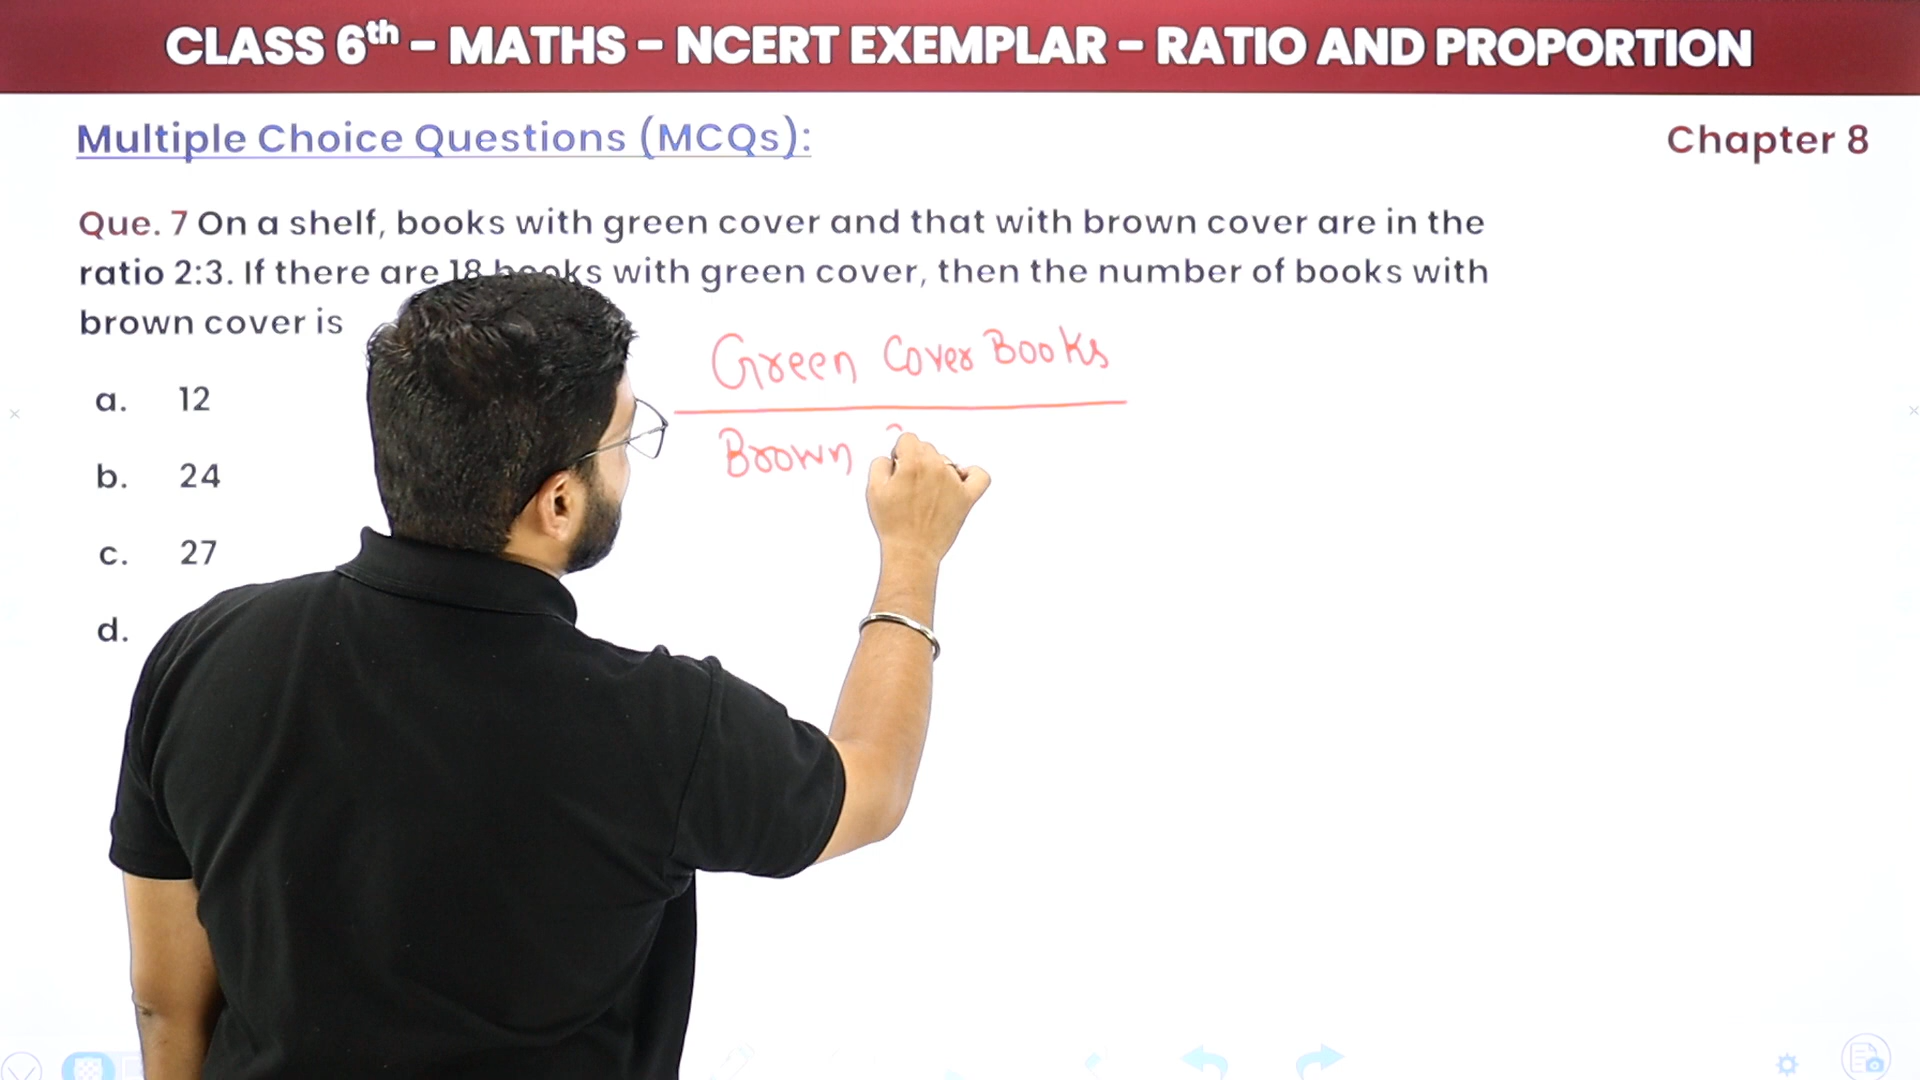 CLASS 6th – MATHS – NCERT EXEMPLAR – RATIO AND PROPORTION
Multiple Choice Questions (MCQs):
Chapter 8
Que. 7 On a shelf, books with green cover and that with brown cover are in the
ratio 2:3. If there are 18 books with green cover, then the number of books with
brown cover is
Green Cover Books
Brown
a. 12
b. 24
c. 27
d.